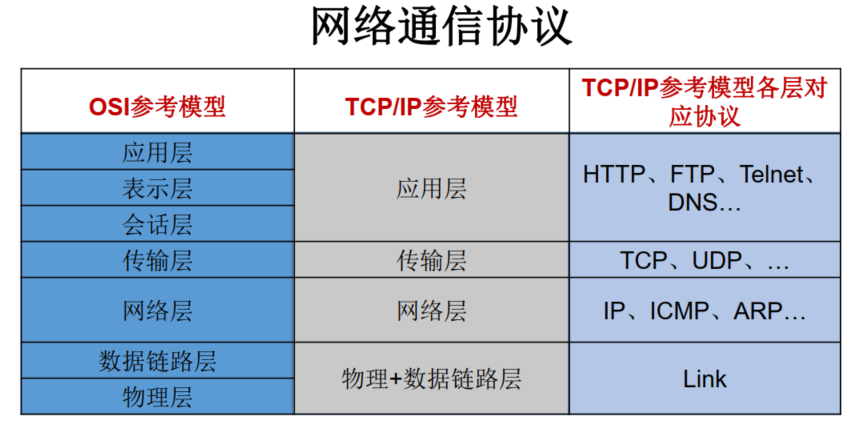 网络通信协议
OSI参考模型
TCP/IP参考模型
TCP/IP参考模型各层对
应协议
应用层
表示层
会话层
应用层
HTTP、FTP、Telnet、
DNS…
传输层
传输层
TCP、UDP、…
网络层
网络层
IP、ICMP、ARP…
数据链路层
物理层
物理+数据链路层
Link